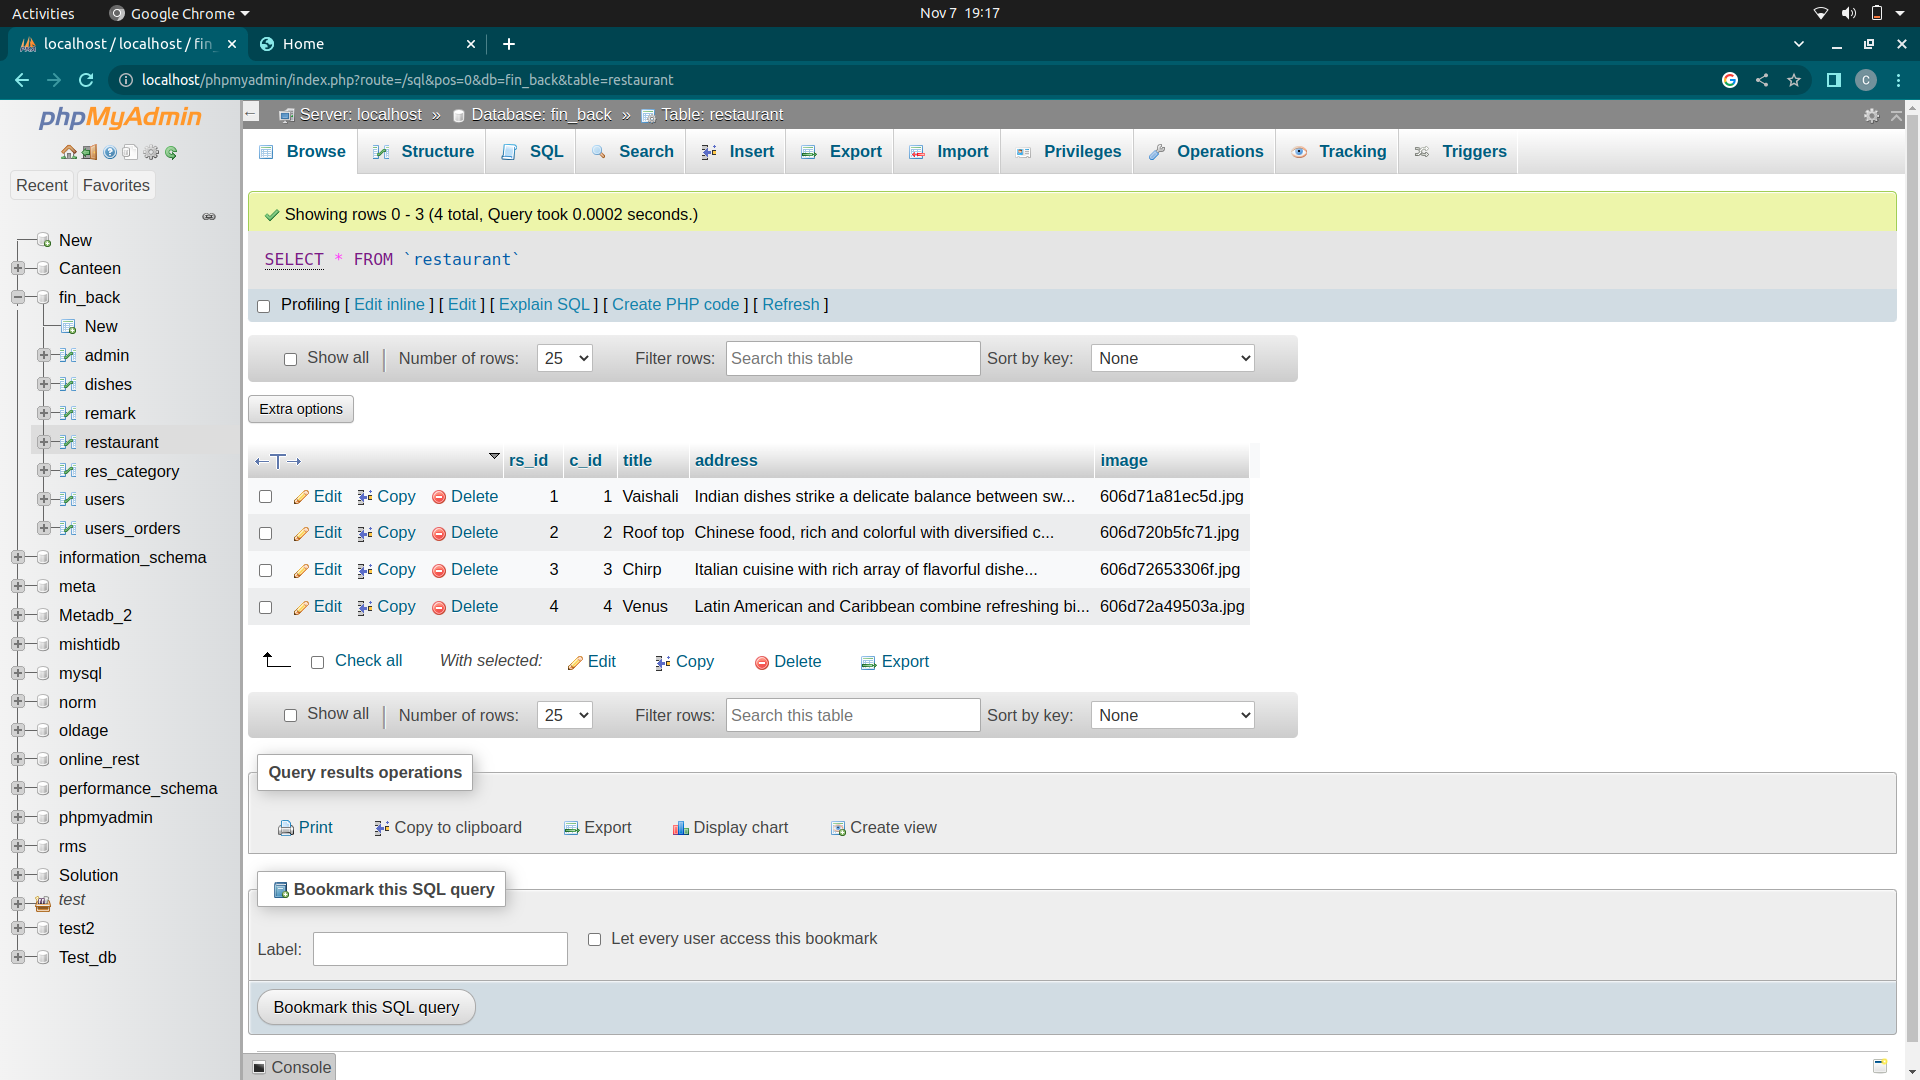 Activities
Google Chrome
Nov 7 19:17
localhost / localhost / fin_
Home
localhost/phpmyadmin/index.php?route=/sql&pos=0&db=fin_back&table=restaurant
C
phpMyAdmin
Recent
Favorites
New
Canteen
fin_back
New
admin
dishes
remark
restaurant
res_category
users
users_orders
information_schema
meta
Metadb_2
mishtidb
mysql
norm
oldage
online_rest
performance_schema
phpmyadmin
rms
Solution
test
test2
Test_db
Server: localhost » Database: fin_back » Table: restaurant
Browse Structure SQL Search Insert Export Import Privileges Operations Tracking Triggers
Showing rows 0 - 3 (4 total, Query took 0.0002 seconds.)
SELECT * FROM `restaurant`
Profiling [ Edit inline ] [ Edit ] [ Explain SQL ] [ Create PHP code ] [ Refresh ]
Show all | Number of rows: 25 Filter rows: Search this table Sort by key: None
Extra options
←T→ rs_id c_id title address image
Edit Copy Delete 1 1 Vaishali Indian dishes strike a delicate balance between sw... 606d71a81ec5d.jpg
Edit Copy Delete 2 2 Roof top Chinese food, rich and colorful with diversified c... 606d720b5fc71.jpg
Edit Copy Delete 3 3 Chirp Italian cuisine with rich array of flavorful dishe... 606d72653306f.jpg
Edit Copy Delete 4 4 Venus Latin American and Caribbean combine refreshing bi... 606d72a49503a.jpg
Check all With selected: Edit Copy Delete Export
Show all | Number of rows: 25 Filter rows: Search this table Sort by key: None
Query results operations
Print Copy to clipboard Export Display chart Create view
Bookmark this SQL query
Label: Let every user access this bookmark
Bookmark this SQL query
Console